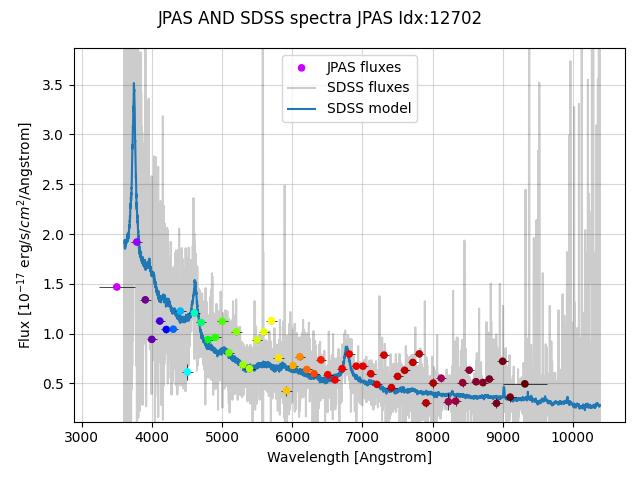 JPAS AND SDSS spectra JPAS Idx:12702
JPAS fluxes
SDSS fluxes
SDSS model
Flux [10⁻¹⁷ erg/s/cm²/Angstrom]
3.5
3.0
2.5
2.0
1.5
1.0
0.5
3000 4000 5000 6000 7000 8000 9000 10000
Wavelength [Angstrom]